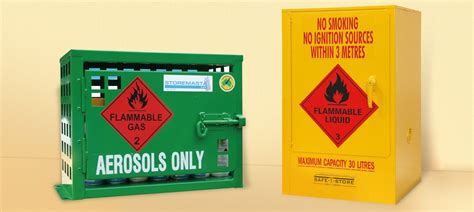 STOREMASTA
FLAMMABLE
GAS
2
AEROSOLS ONLY
NO SMOKING
NO IGNITION SOURCES
WITHIN 3 METRES
FLAMMABLE
LIQUID
3
MAXIMUM CAPACITY 30 LITRES
SAFE-T-STORE